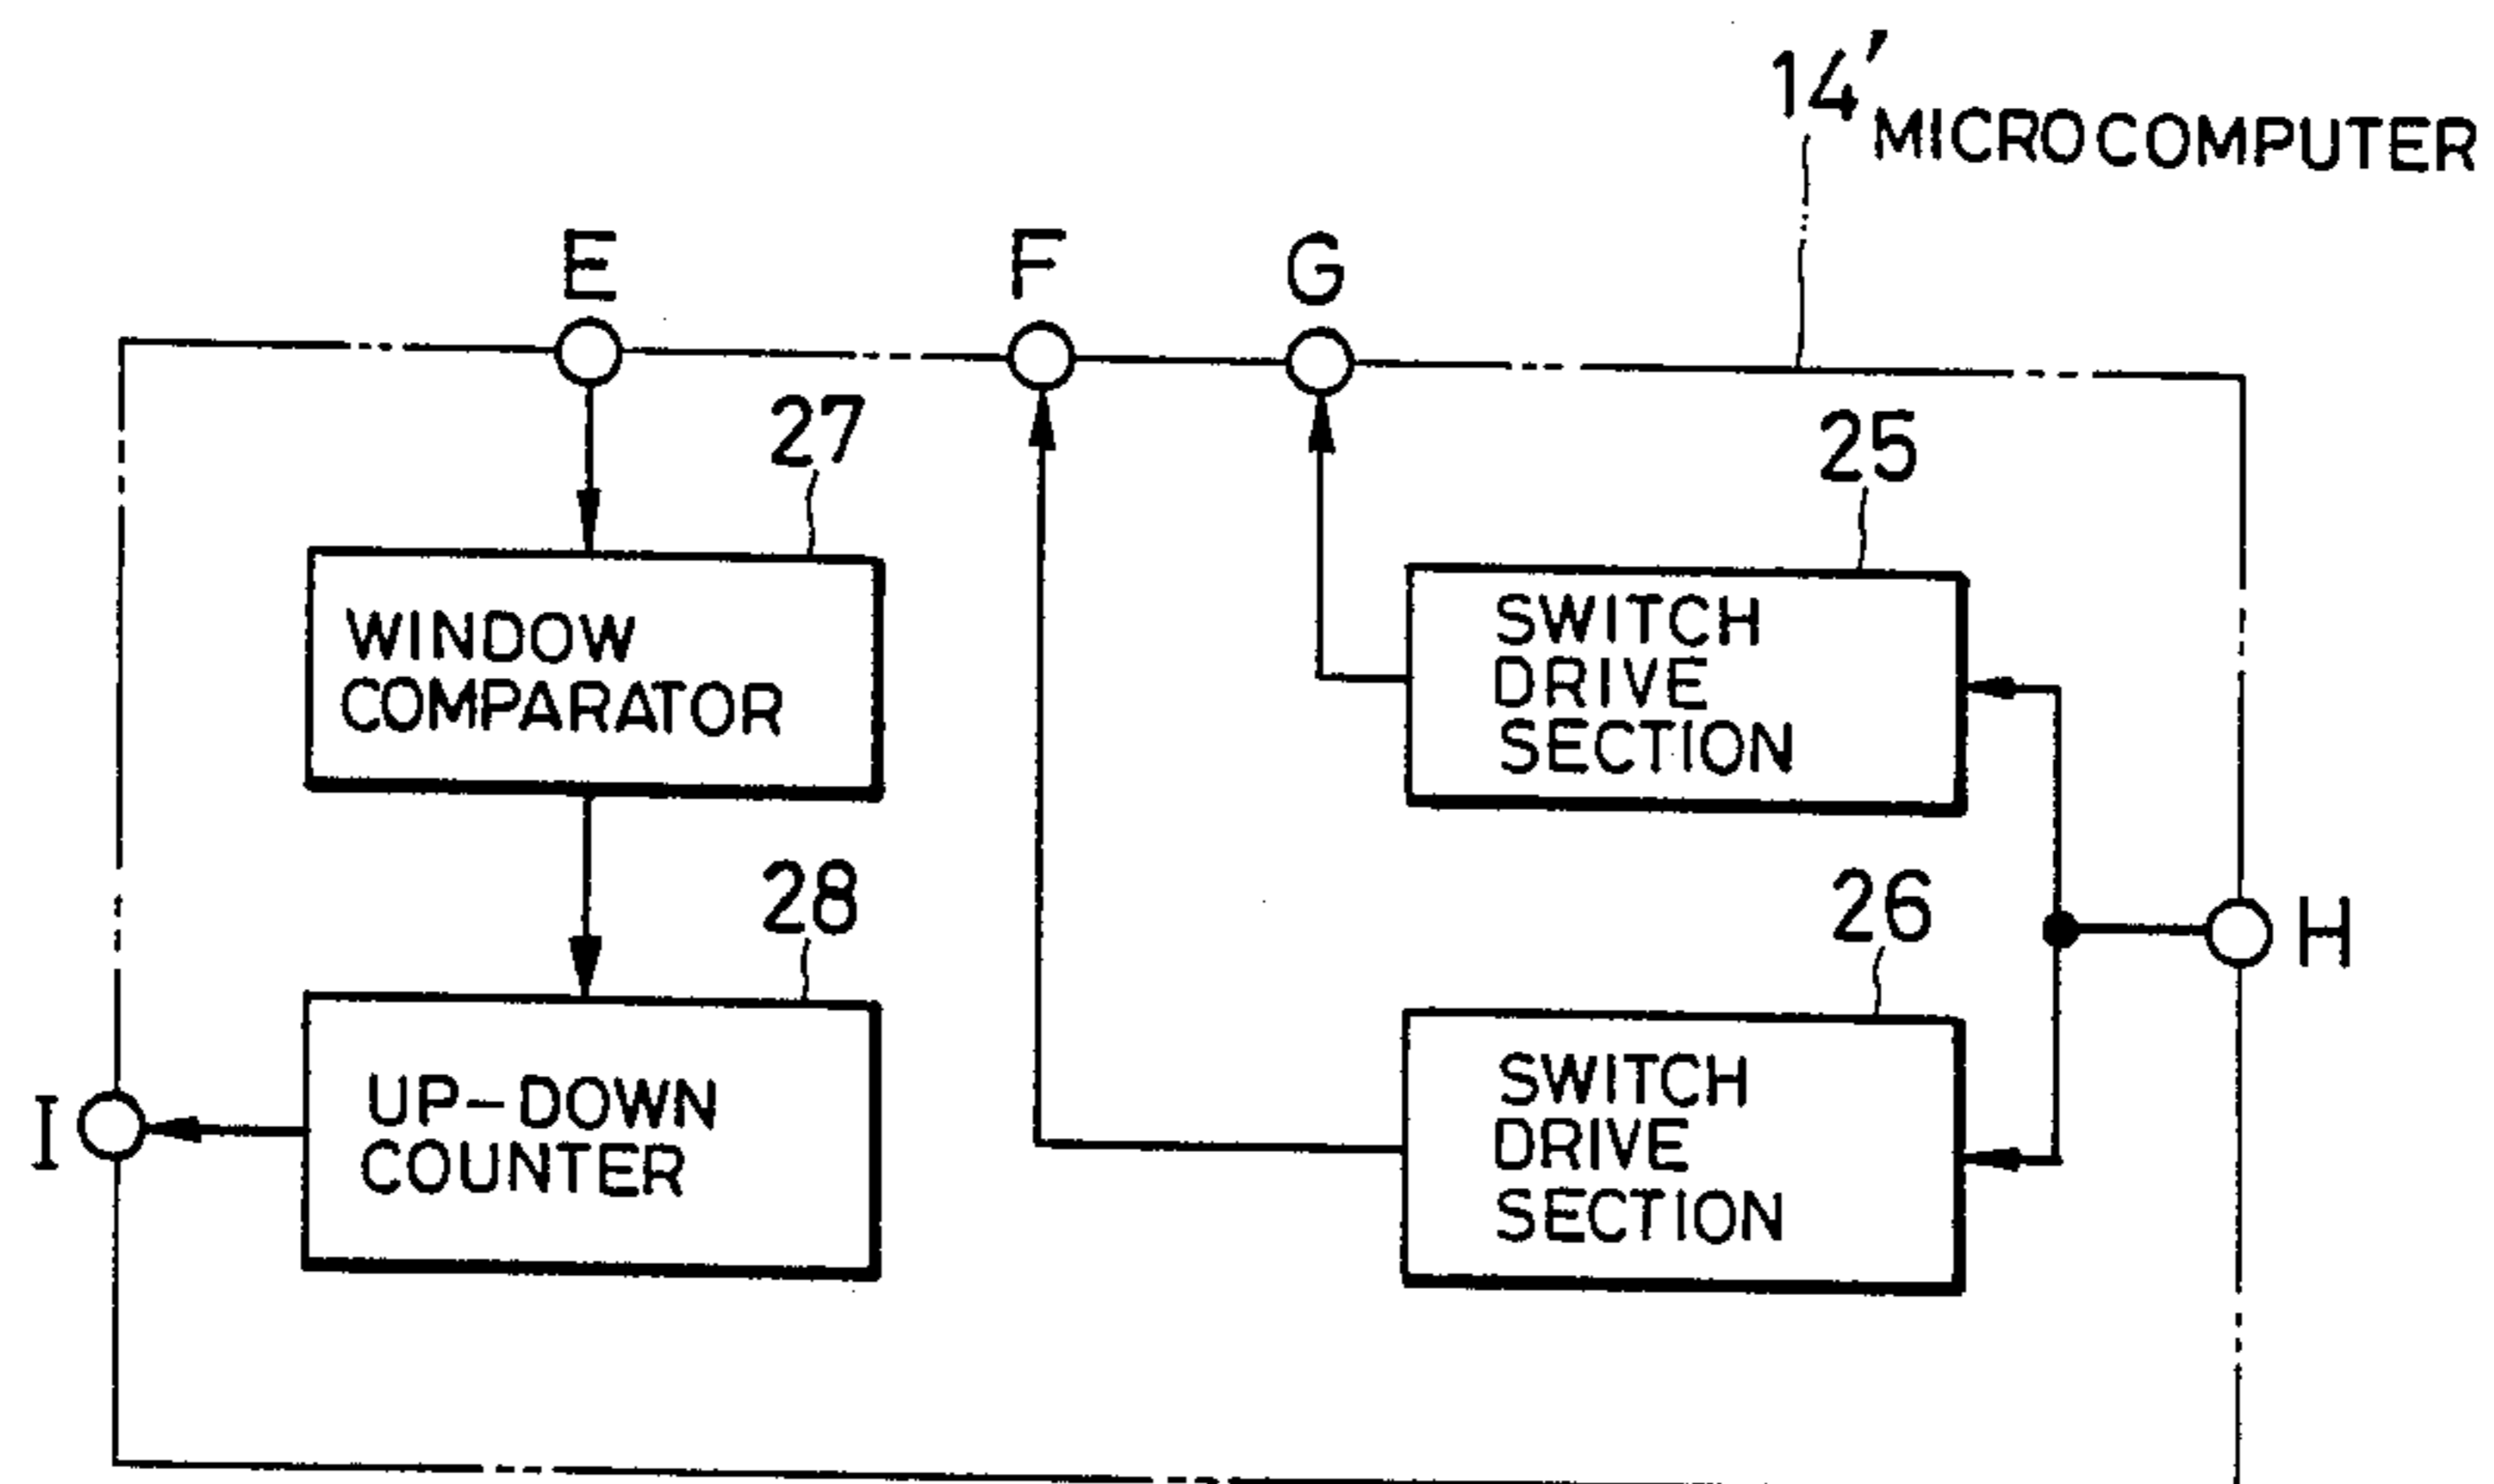 14′
MICROCOMPUTER
E
F
G
27
25
WINDOW
COMPARATOR
SWITCH
DRIVE
SECTION
28
26
H
I
UP-DOWN
COUNTER
SWITCH
DRIVE
SECTION